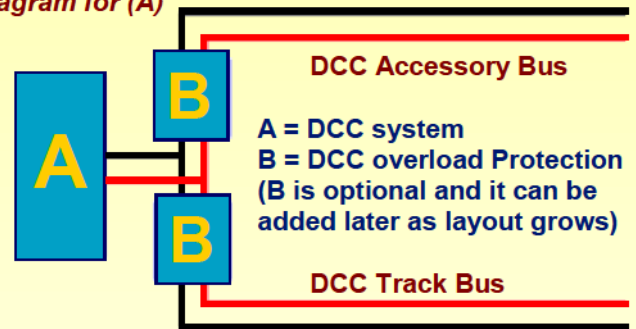 agram for (A)
B
DCC Accessory Bus
A
A = DCC system
B = DCC overload Protection
(B is optional and it can be
added later as layout grows)
B
DCC Track Bus